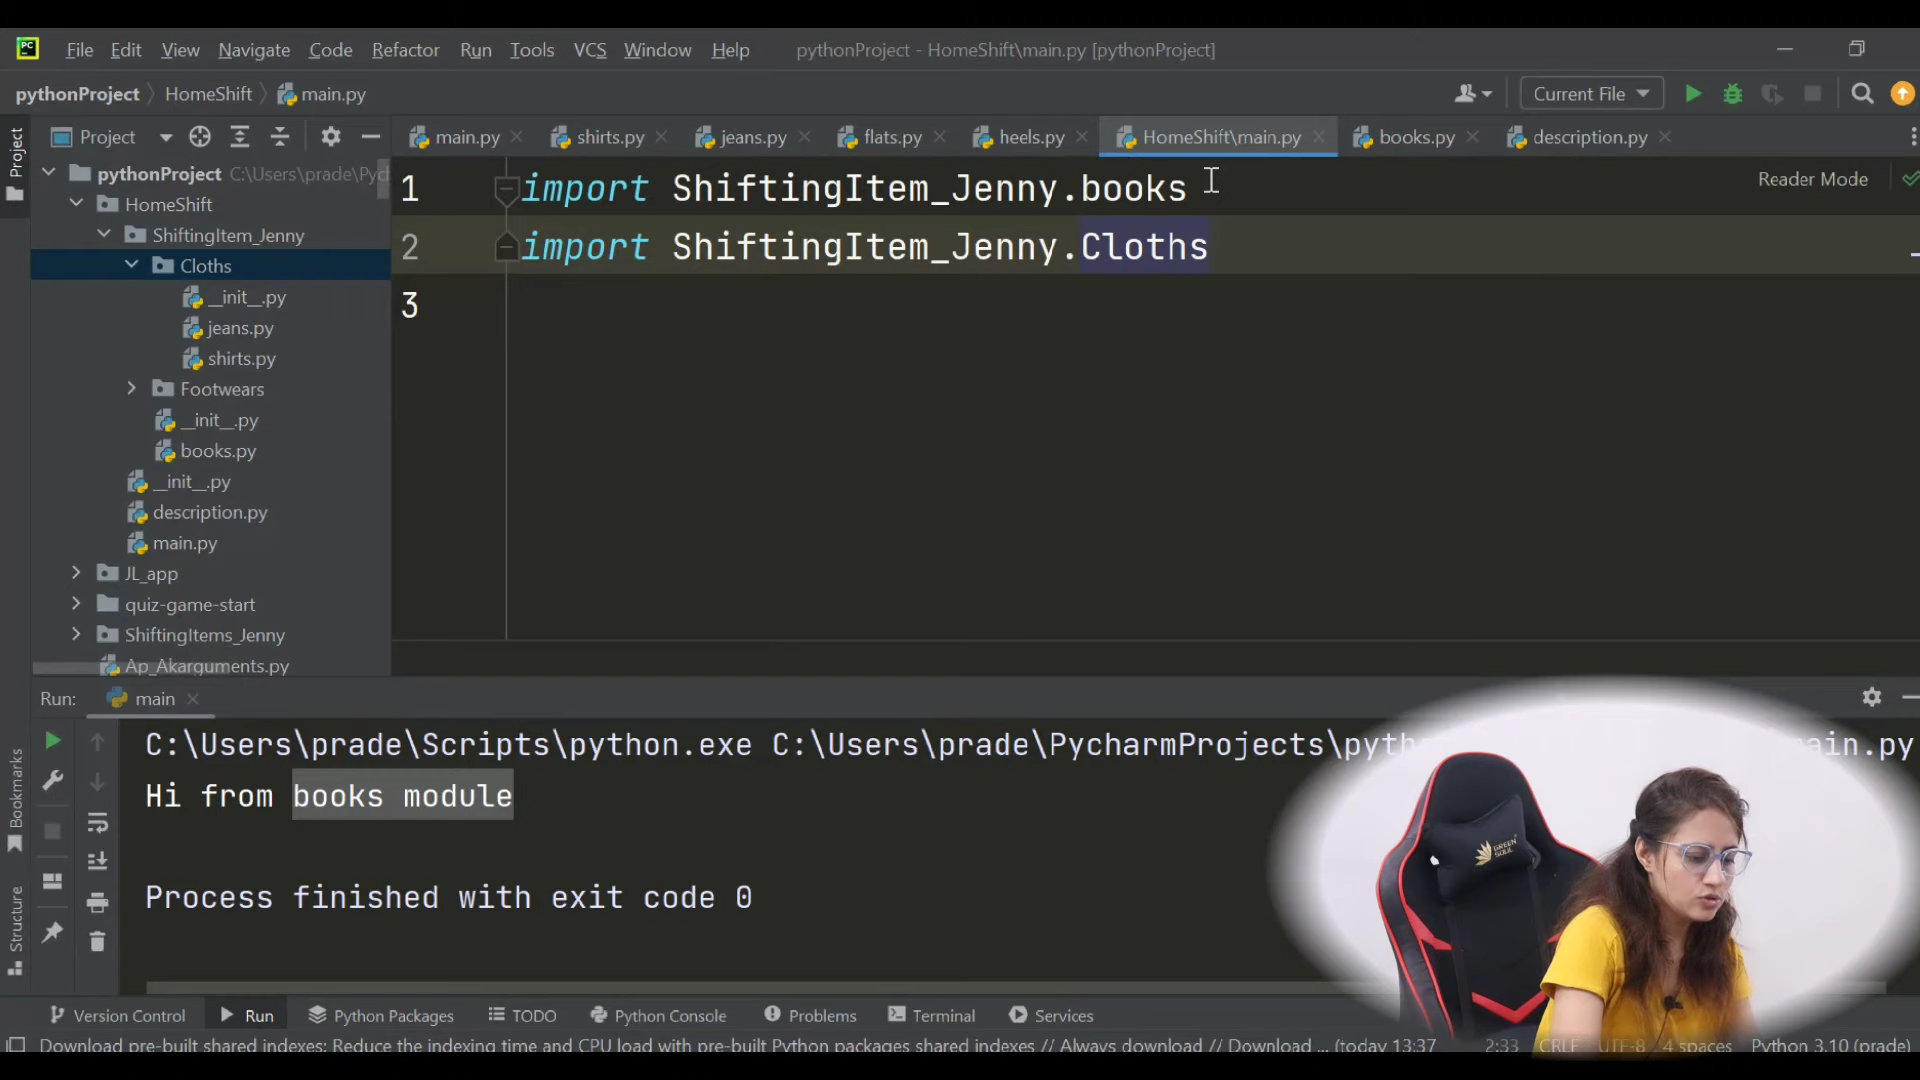 PC File Edit View Navigate Code Refactor Run Tools VCS Window Help pythonProject - HomeShift\main.py [pythonProject]
pythonProject HomeShift main.py Current File
Project main.py shirts.py jeans.py flats.py heels.py HomeShift\main.py books.py description.py
Project
pythonProject C:\Users\prade\Pyc
HomeShift
ShiftingItem_Jenny
Cloths
__init__.py
jeans.py
shirts.py
Footwears
__init__.py
books.py
__init__.py
description.py
main.py
JL_app
quiz-game-start
ShiftingItems_Jenny
Ap_Akarguments.py
Reader Mode
1 import ShiftingItem_Jenny.books
2 import ShiftingItem_Jenny.Cloths
3
Run: main
C:\Users\prade\Scripts\python.exe C:\Users\prade\PycharmProjects\pyth main.py
Hi from books module
Process finished with exit code 0
Bookmarks
Structure
GREEN SOUL
Version Control Run Python Packages TODO Python Console Problems Terminal Services
Download pre-built shared indexes: Reduce the indexing time and CPU load with pre-built Python packages shared indexes // Always download // Download ... (today 13:37 2:33 CRLF UTF-8 4 spaces Python 3.10 (prade)